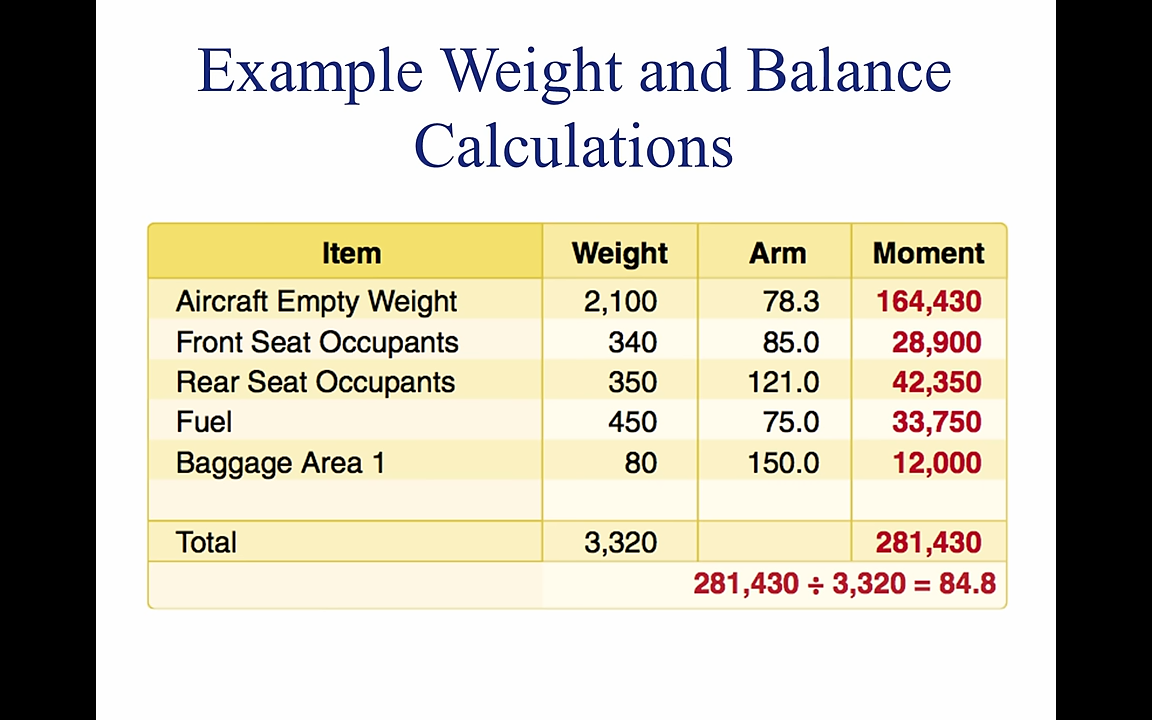 Example Weight and Balance
Calculations
Item Weight Arm Moment
Aircraft Empty Weight 2,100 78.3 164,430
Front Seat Occupants 340 85.0 28,900
Rear Seat Occupants 350 121.0 42,350
Fuel 450 75.0 33,750
Baggage Area 1 80 150.0 12,000
Total 3,320 281,430
281,430 ÷ 3,320 = 84.8